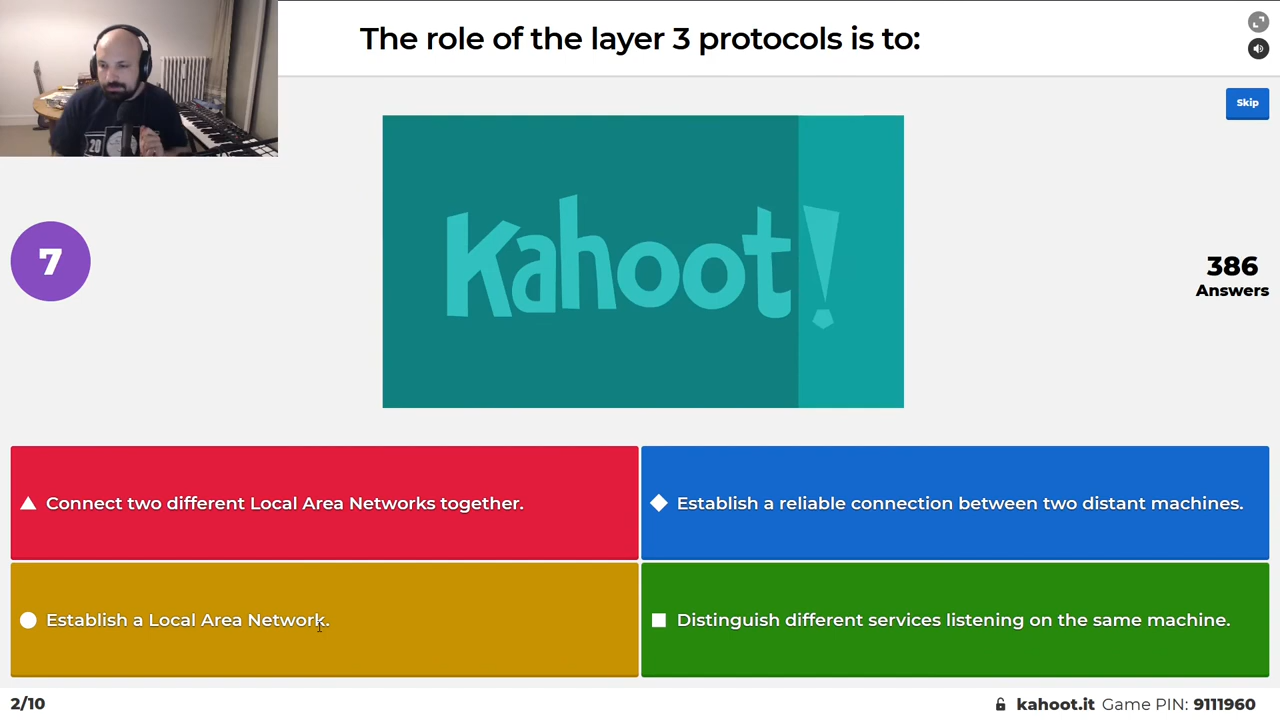 The role of the layer 3 protocols is to:
Skip
20
Kahoot!
7
386
Answers
Connect two different Local Area Networks together.
Establish a reliable connection between two distant machines.
Establish a Local Area Network.
Distinguish different services listening on the same machine.
2/10
kahoot.it Game PIN: 9111960